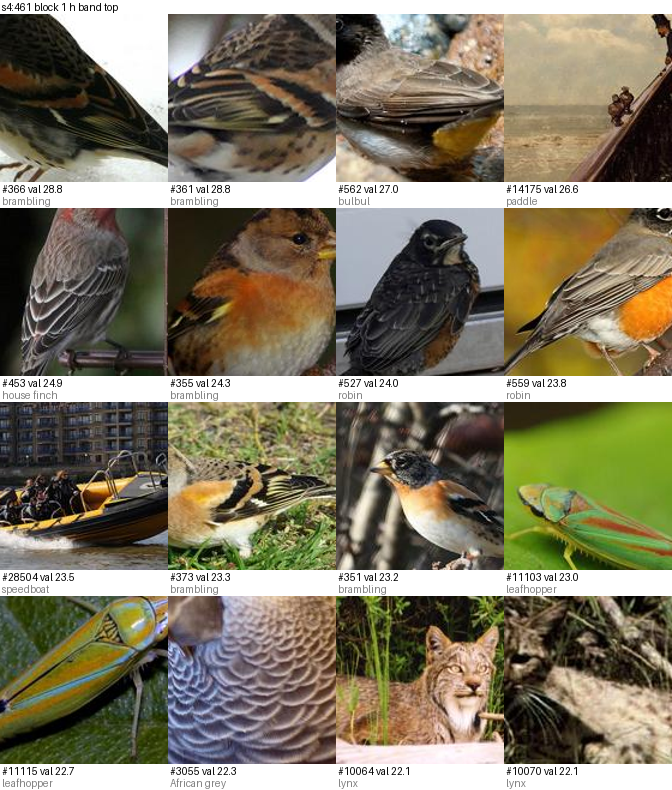 s4:461 block 1 h band top
#366 val 28.8
brambling
#361 val 28.8
brambling
#562 val 27.0
bulbul
#14175 val 26.6
paddle
#453 val 24.9
house finch
#355 val 24.3
brambling
#527 val 24.0
robin
#559 val 23.8
robin
#28504 val 23.5
speedboat
#373 val 23.3
brambling
#351 val 23.2
brambling
#11103 val 23.0
leafhopper
#11115 val 22.7
leafhopper
#3055 val 22.3
African grey
#10064 val 22.1
lynx
#10070 val 22.1
lynx